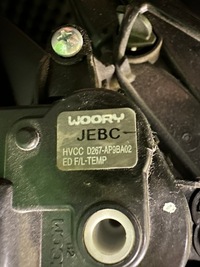 WOORY
JEBC
HVCC D267-AP9BA02
ED F/L-TEMP